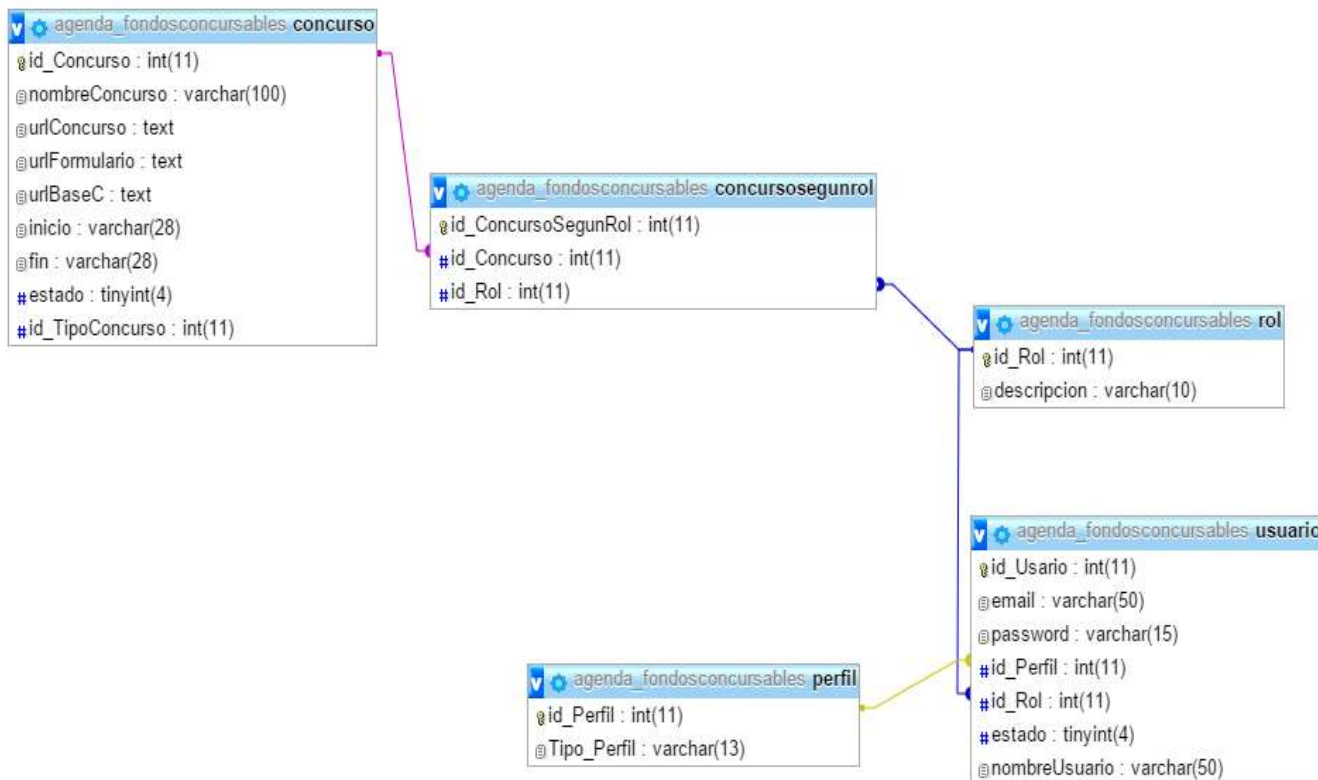 agenda_fondosconcursables concurso
id_Concurso : int(11)
nombreConcurso : varchar(100)
urlConcurso : text
urlFormulario : text
urlBaseC : text
inicio : varchar(28)
fin : varchar(28)
#estado : tinyint(4)
#id_TipoConcurso : int(11)
agenda_fondosconcursables concursosegunrol
id_ConcursoSegunRol : int(11)
#id_Concurso : int(11)
#id_Rol : int(11)
agenda_fondosconcursables rol
id_Rol : int(11)
descripcion : varchar(10)
agenda_fondosconcursables usuario
id_Usario : int(11)
email : varchar(50)
password : varchar(15)
#id_Perfil : int(11)
#id_Rol : int(11)
#estado : tinyint(4)
nombreUsuario : varchar(50)
agenda_fondosconcursables perfil
id_Perfil : int(11)
Tipo_Perfil : varchar(13)